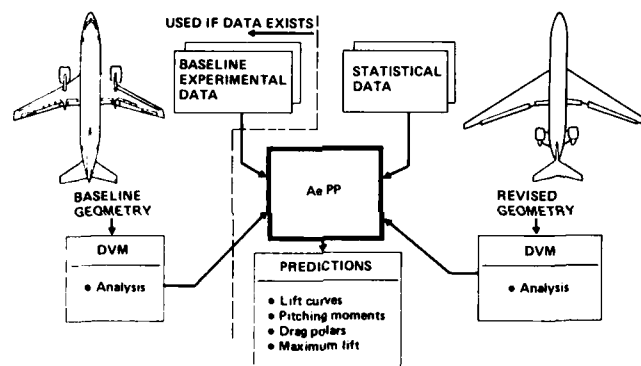 USED IF DATA EXISTS
BASELINE
EXPERIMENTAL
DATA
STATISTICAL
DATA
BASELINE
GEOMETRY
Ae PP
REVISED
GEOMETRY
DVM
• Analysis
PREDICTIONS
• Lift curves
• Pitching moments
• Drag polars
• Maximum lift
DVM
• Analysis